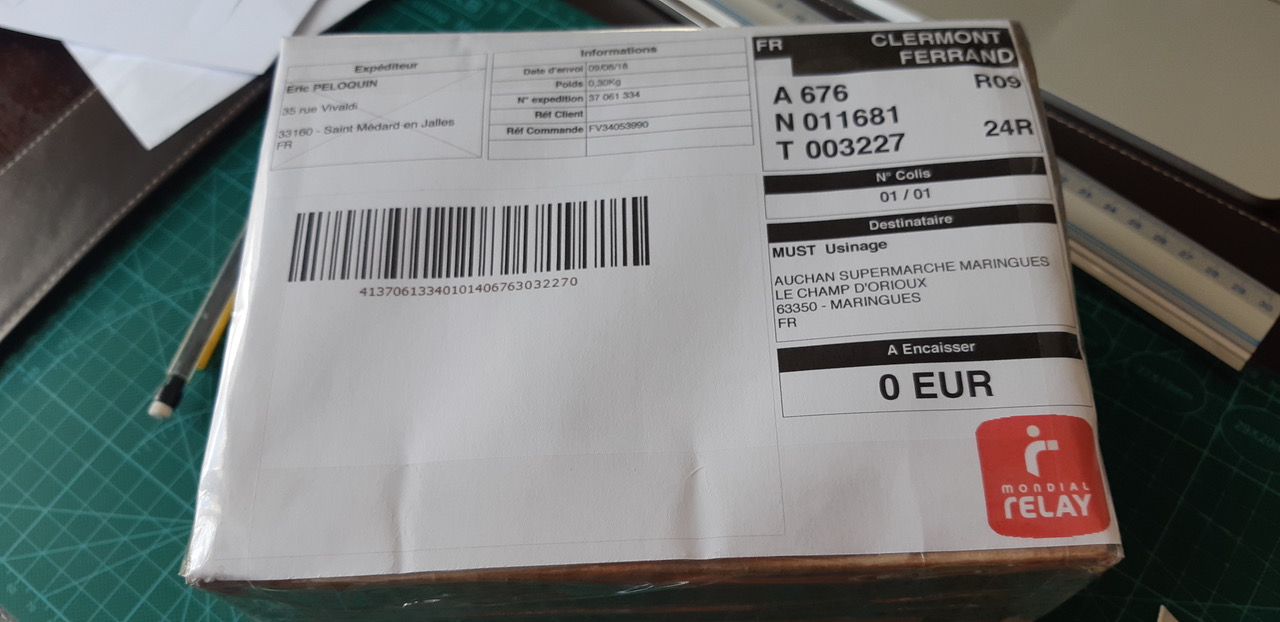 Expéditeur
Eric PELOQUIN
35 rue Vivaldi
33160 - Saint Médard en Jalles
FR
Informations
Date d'envoi 09/08/18
Poids 0,30Kg
N° expedition 37 061 334
Réf Client
Réf Commande FV34053990
41370613340101406763032270
FR CLERMONT
FERRAND
A 676 R09
N 011681
T 003227 24R
N° Colis
01 / 01
Destinataire
MUST Usinage
AUCHAN SUPERMARCHE MARINGUES
LE CHAMP D'ORIOUX
63350 - MARINGUES
FR
A Encaisser
0 EUR
MONDIAL
RELAY